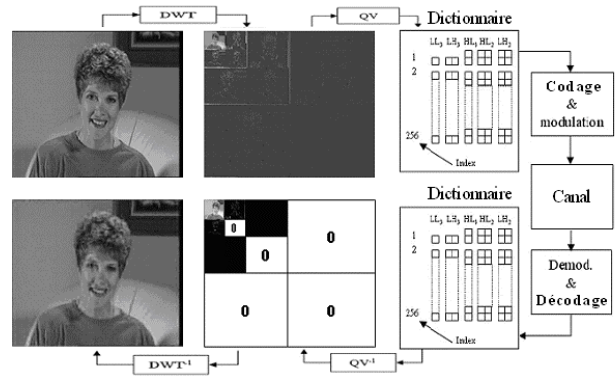 DWT
QV
Dictionnaire
LL3 LH3 HL3 HL2 LH2
1
2
256
Index
Codage
&
modulation
Canal
Demod.
&
Décodage
Dictionnaire
LL3 LH3 HL3 HL2 LH2
1
2
256
Index
0
0
0
0
0
DWT-1
QV-1